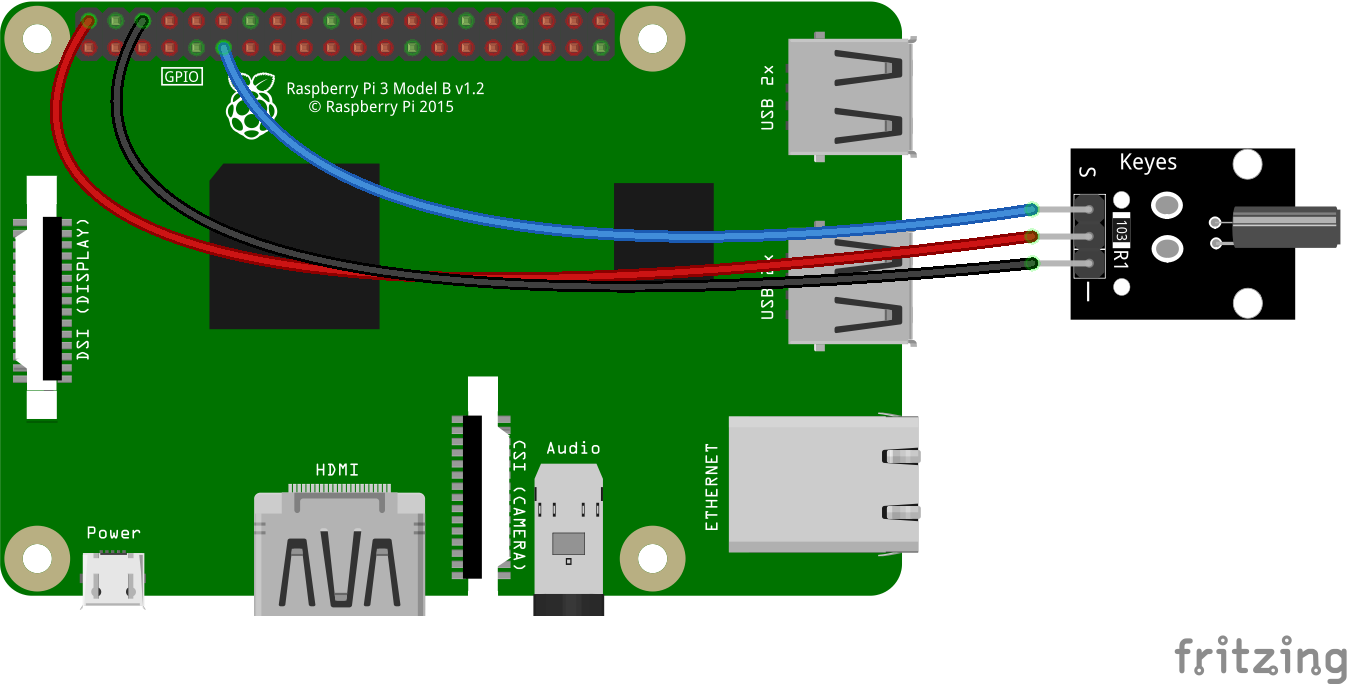 GPIO
Raspberry Pi 3 Model B v1.2
© Raspberry Pi 2015
USB 2x
USB 2x
DSI (DISPLAY)
Keyes
S
103
R1
HDMI
CSI (CAMERA)
Audio
ETHERNET
Power
fritzing